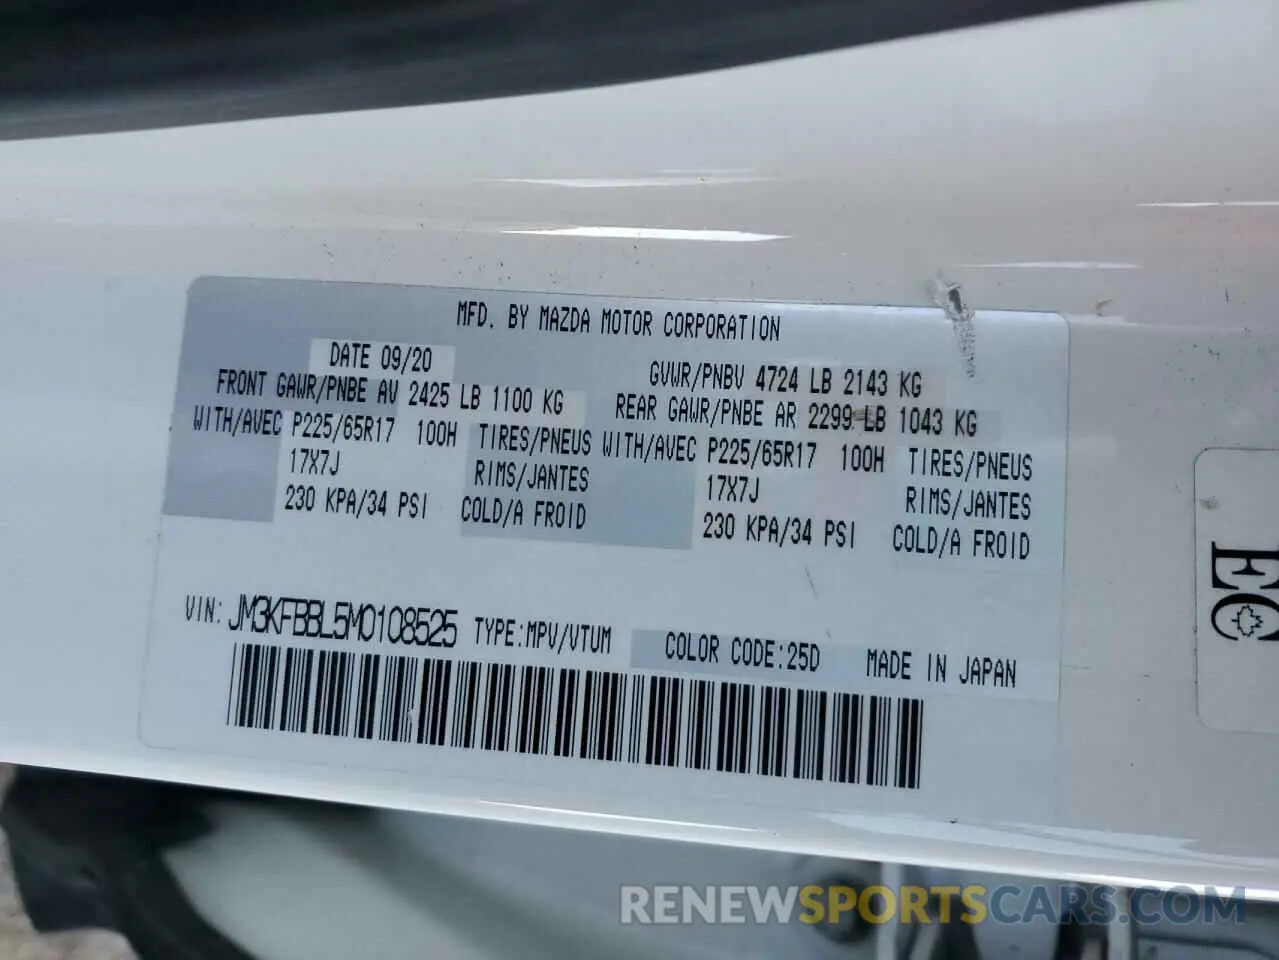 MFD. BY MAZDA MOTOR CORPORATION
DATE 09/20 GVWR/PNBV 4724 LB 2143 KG
FRONT GAWR/PNBE AV 2425 LB 1100 KG REAR GAWR/PNBE AR 2299 LB 1043 KG
WITH/AVEC P225/65R17 100H TIRES/PNEUS WITH/AVEC P225/65R17 100H TIRES/PNEUS
17X7J RIMS/JANTES 17X7J RIMS/JANTES
230 KPA/34 PSI COLD/A FROID 230 KPA/34 PSI COLD/A FROID
VIN: JM3KFBBL5M0108525 TYPE:MPV/VTUM COLOR CODE:25D MADE IN JAPAN
EC
RENEWSPORTSCARS.COM